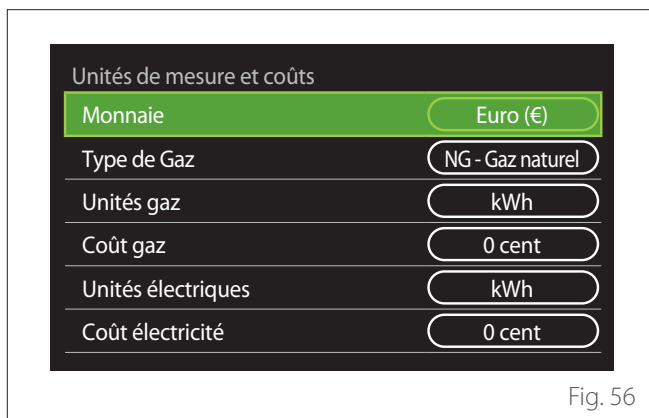 Unités de mesure et coûts
Monnaie Euro (€)
Type de Gaz NG - Gaz naturel
Unités gaz kWh
Coût gaz 0 cent
Unités électriques kWh
Coût électricité 0 cent
Fig. 56